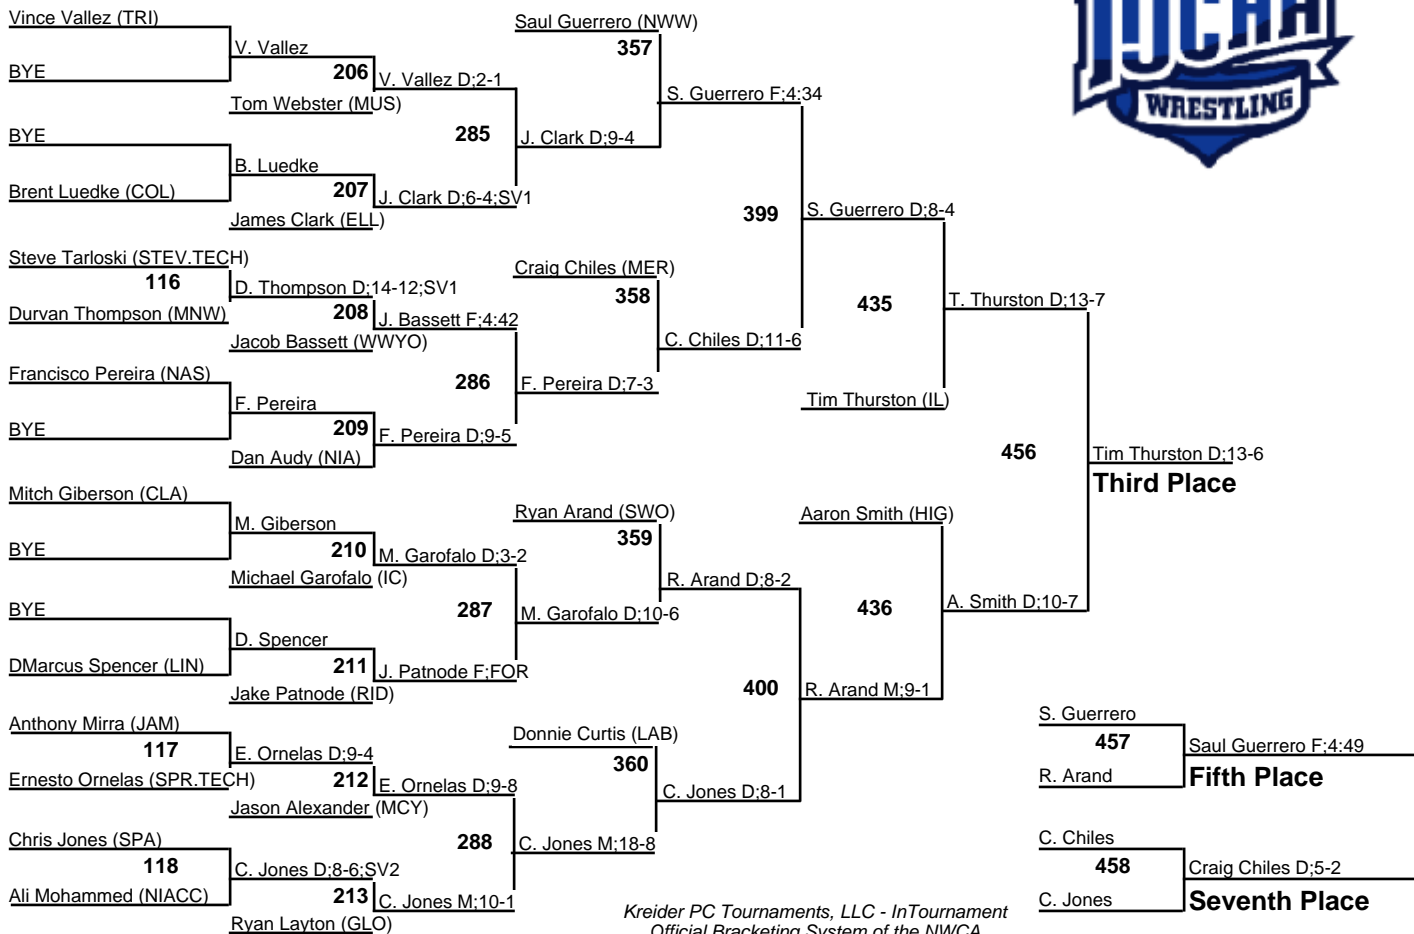 Vince Vallez (TRI)
BYE
V. Vallez
206
Tom Webster (MUS)
V. Vallez D;2-1
BYE
Brent Luedke (COL)
B. Luedke
207
James Clark (ELL)
J. Clark D;6-4;SV1
285
J. Clark D;9-4
Saul Guerrero (NWW)
357
S. Guerrero F;4:34
Steve Tarloski (STEV.TECH)
116
Durvan Thompson (MNW)
D. Thompson D;14-12;SV1
208
Jacob Bassett (WWYO)
J. Bassett F;4:42
Francisco Pereira (NAS)
BYE
F. Pereira
209
Dan Audy (NIA)
F. Pereira D;9-5
286
F. Pereira D;7-3
Craig Chiles (MER)
358
C. Chiles D;11-6
399
S. Guerrero D;8-4
435
Tim Thurston (IL)
T. Thurston D;13-7
Mitch Giberson (CLA)
BYE
M. Giberson
210
Michael Garofalo (IC)
M. Garofalo D;3-2
BYE
DMarcus Spencer (LIN)
D. Spencer
211
Jake Patnode (RID)
J. Patnode F;FOR
287
M. Garofalo D;10-6
Ryan Arand (SWO)
359
R. Arand D;8-2
Anthony Mirra (JAM)
117
Ernesto Ornelas (SPR.TECH)
E. Ornelas D;9-4
212
Jason Alexander (MCY)
E. Ornelas D;9-8
Chris Jones (SPA)
118
Ali Mohammed (NIACC)
C. Jones D;8-6;SV2
213
Ryan Layton (GLO)
C. Jones M;10-1
288
C. Jones M;18-8
Donnie Curtis (LAB)
360
C. Jones D;8-1
400
R. Arand M;9-1
Aaron Smith (HIG)
436
A. Smith D;10-7
456
Tim Thurston D;13-6
Third Place
S. Guerrero
457
R. Arand
Saul Guerrero F;4:49
Fifth Place
C. Chiles
458
C. Jones
Craig Chiles D;5-2
Seventh Place
NJCAA
WRESTLING
Kreider PC Tournaments, LLC - InTournament
Official Bracketing System of the NWCA